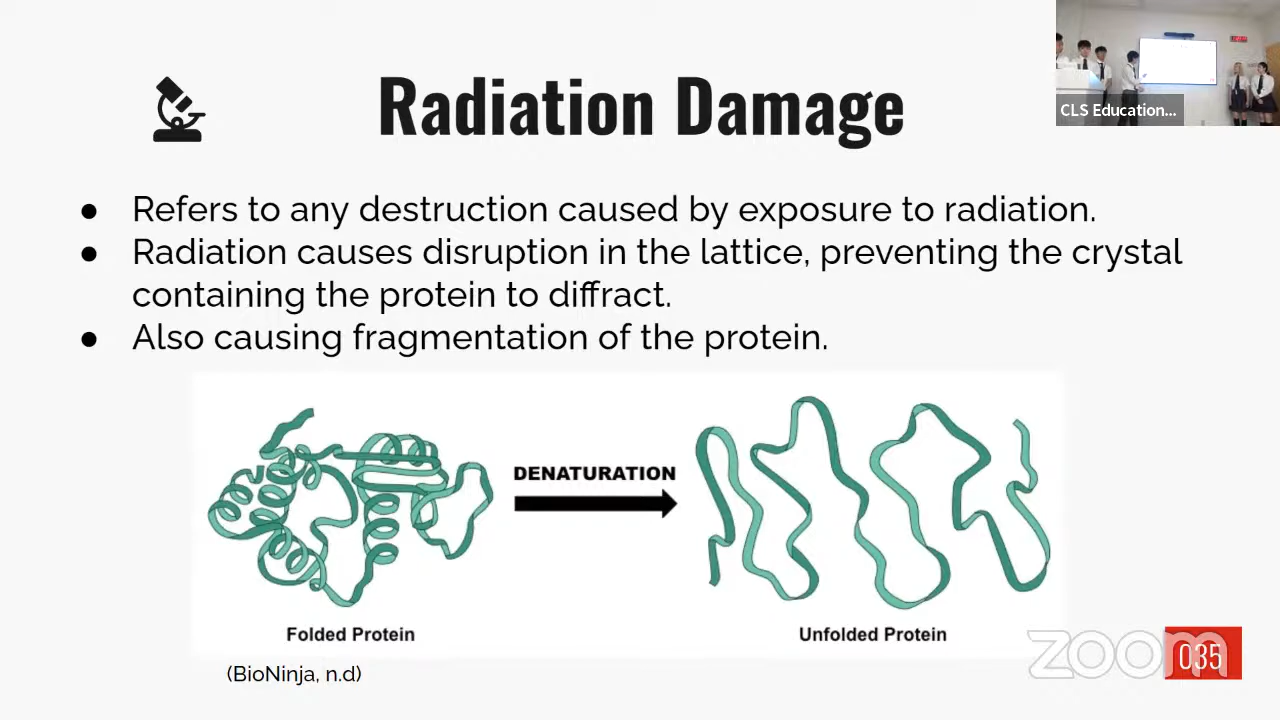 CLS Education...
Radiation Damage
● Refers to any destruction caused by exposure to radiation.
● Radiation causes disruption in the lattice, preventing the crystal
containing the protein to diffract.
● Also causing fragmentation of the protein.
DENATURATION
Folded Protein
Unfolded Protein
(BioNinja, n.d)
zoom
035